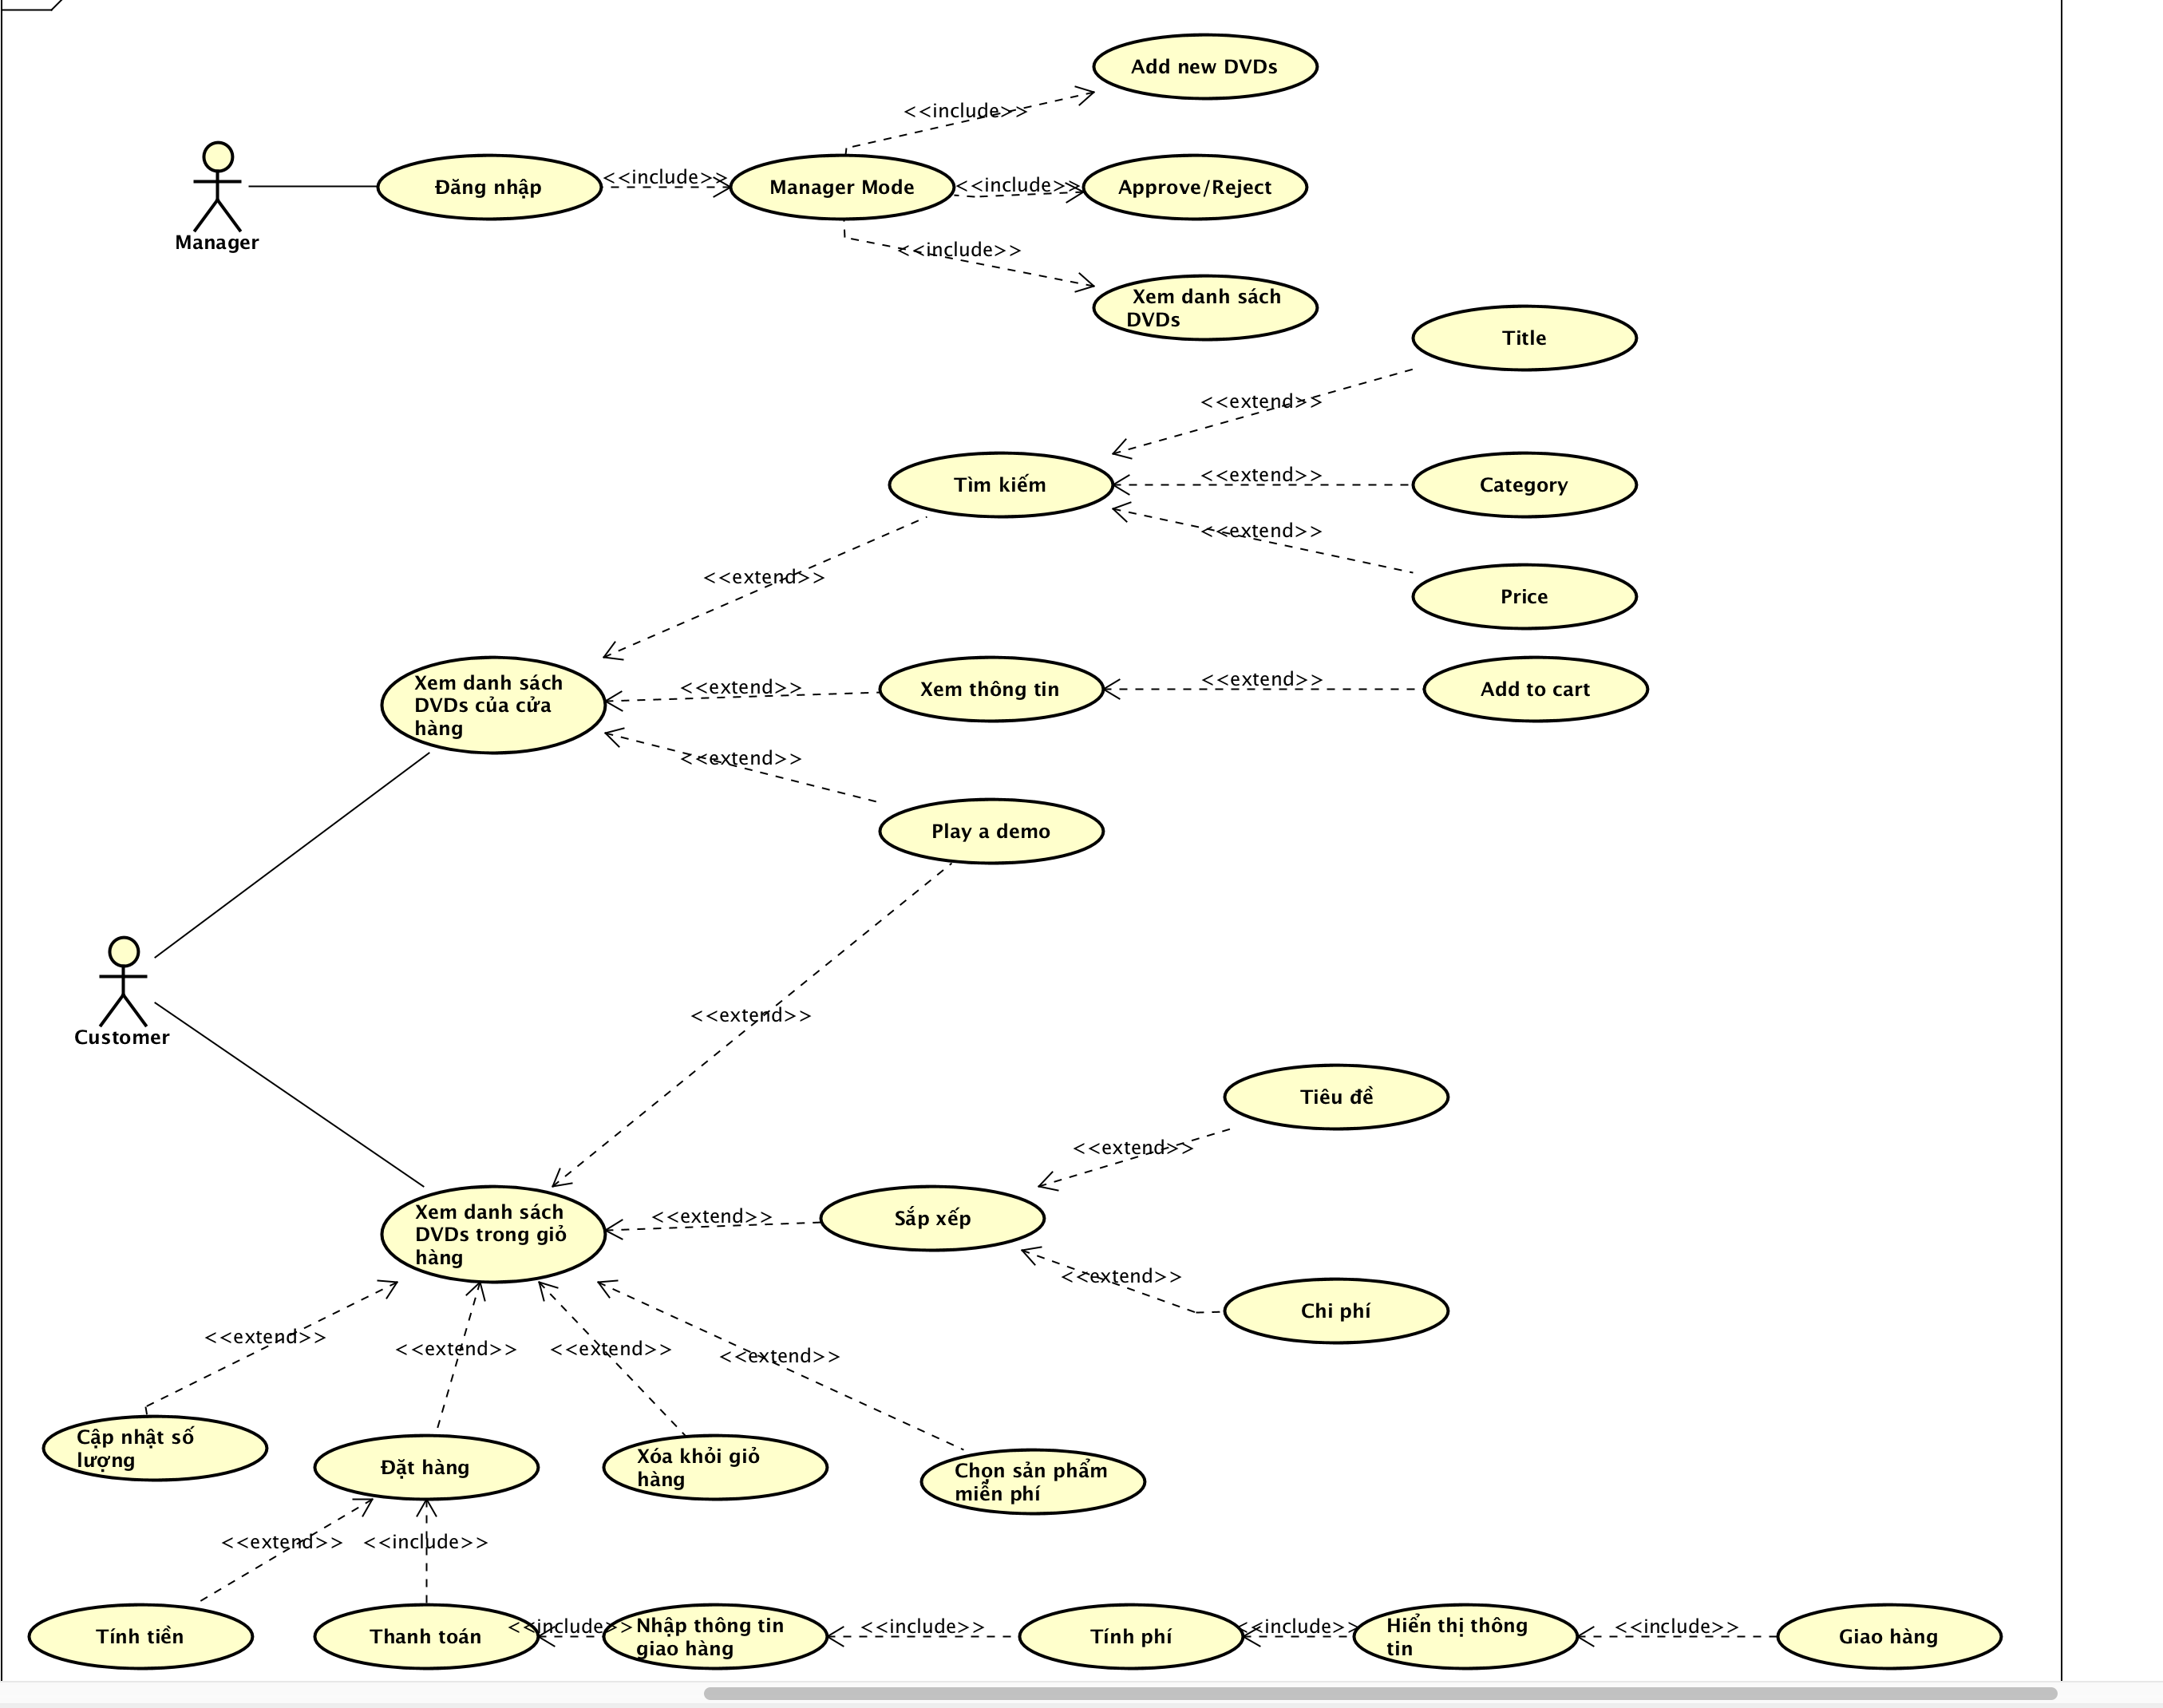 Add new DVDs
<<include>>
Đăng nhập
<<include>>
Manager Mode
<<include>>
Approve/Reject
Manager
<<include>>
Xem danh sách
DVDs
Title
<<extend>>
Tìm kiếm
<<extend>>
Category
<<extend>>
<<extend>>
Price
Xem danh sách
DVDs của cửa
hàng
<<extend>>
Xem thông tin
<<extend>>
Add to cart
<<extend>>
Play a demo
Customer
<<extend>>
Tiêu đề
<<extend>>
Xem danh sách
DVDs trong giỏ
hàng
<<extend>>
Sắp xếp
<<extend>>
Chi phí
<<extend>>
<<extend>>
<<extend>>
<<extend>>
Cập nhật số
lượng
Đặt hàng
Xóa khỏi giỏ
hàng
Chọn sản phẩm
miễn phí
<<extend>>
<<include>>
Tính tiền
Thanh toán
<<include>>
Nhập thông tin
giao hàng
<<include>>
Tính phí
<<include>>
Hiển thị thông
tin
<<include>>
Giao hàng